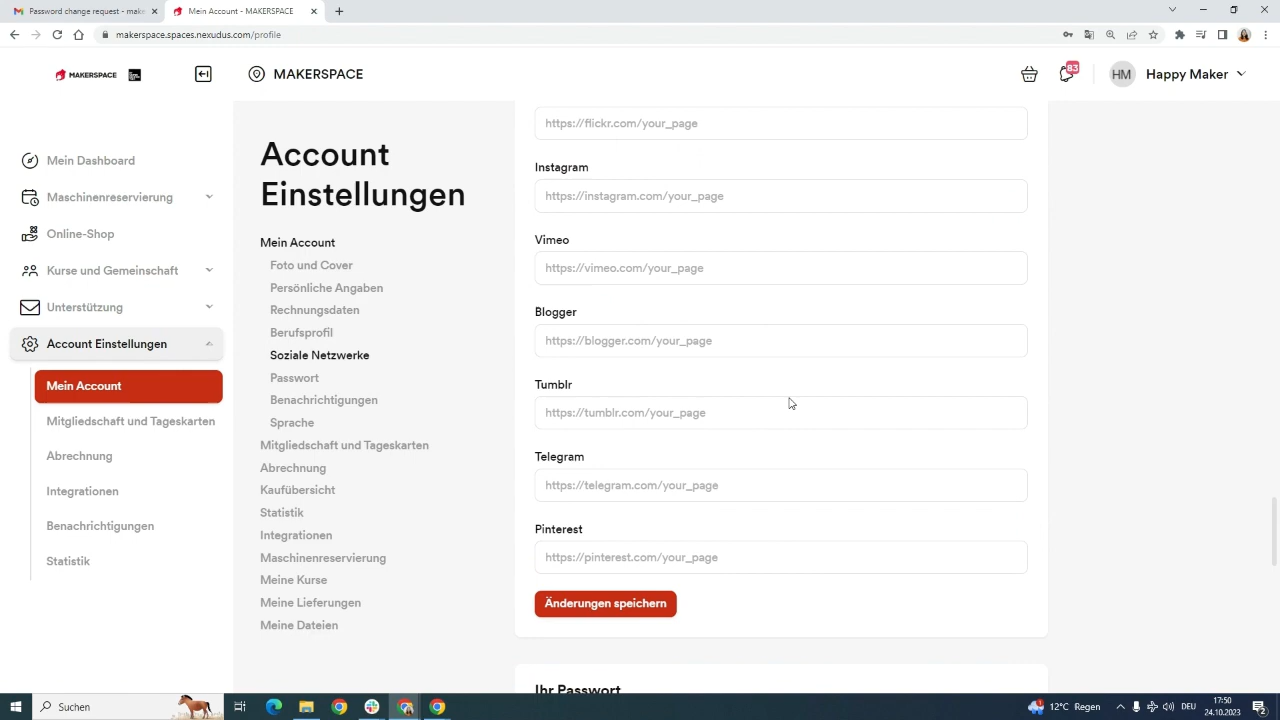 Password change request - make
Mein Account - MAKERSPACE
makerspace.spaces.nexudus.com/profile
MAKERSPACE
MAKERSPACE
83
HM
Happy Maker
Mein Dashboard
Maschinenreservierung
Online-Shop
Kurse und Gemeinschaft
Unterstützung
Account Einstellungen
Mein Account
Mitgliedschaft und Tageskarten
Abrechnung
Integrationen
Benachrichtigungen
Statistik
Account
Einstellungen
Mein Account
Foto und Cover
Persönliche Angaben
Rechnungsdaten
Berufsprofil
Soziale Netzwerke
Passwort
Benachrichtigungen
Sprache
Mitgliedschaft und Tageskarten
Abrechnung
Kaufübersicht
Statistik
Integrationen
Maschinenreservierung
Meine Kurse
Meine Lieferungen
Meine Dateien
https://flickr.com/your_page
Instagram
https://instagram.com/your_page
Vimeo
https://vimeo.com/your_page
Blogger
https://blogger.com/your_page
Tumblr
https://tumblr.com/your_page
Telegram
https://telegram.com/your_page
Pinterest
https://pinterest.com/your_page
Änderungen speichern
Ihr Passwort
Suchen
12°C Regen
DEU
17:50
24.10.2023
2